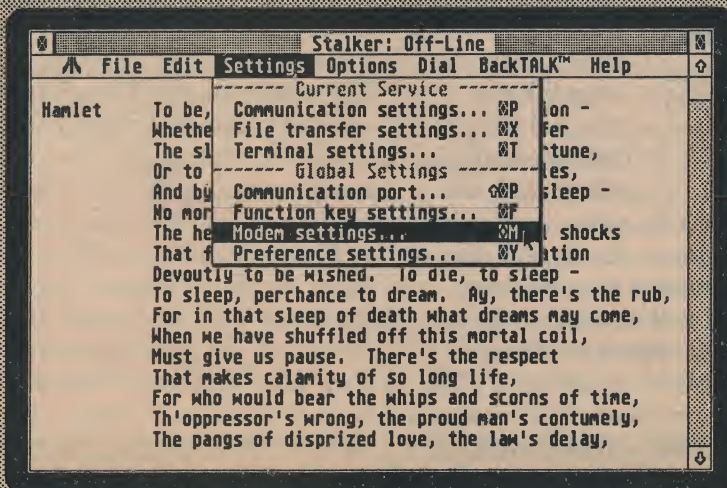 Stalker: Off-Line
File Edit Settings Options Dial BackTALK™ Help
------- Current Service -------
Hamlet To be, Communication settings... P ion -
Whethe File transfer settings... X fer
The sl Terminal settings... T tune,
Or to ------ Global Settings ------ les,
And by Communication port... ⇧P sleep -
No mor Function key settings... F
The he Modem settings... M shocks
That f Preference settings... Y ation
Devoutly to be wished. To die, to sleep -
To sleep, perchance to dream. Ay, there's the rub,
For in that sleep of death what dreams may come,
When we have shuffled off this mortal coil,
Must give us pause. There's the respect
That makes calamity of so long life,
For who would bear the whips and scorns of time,
Th'oppressor's wrong, the proud man's contumely,
The pangs of disprized love, the law's delay,